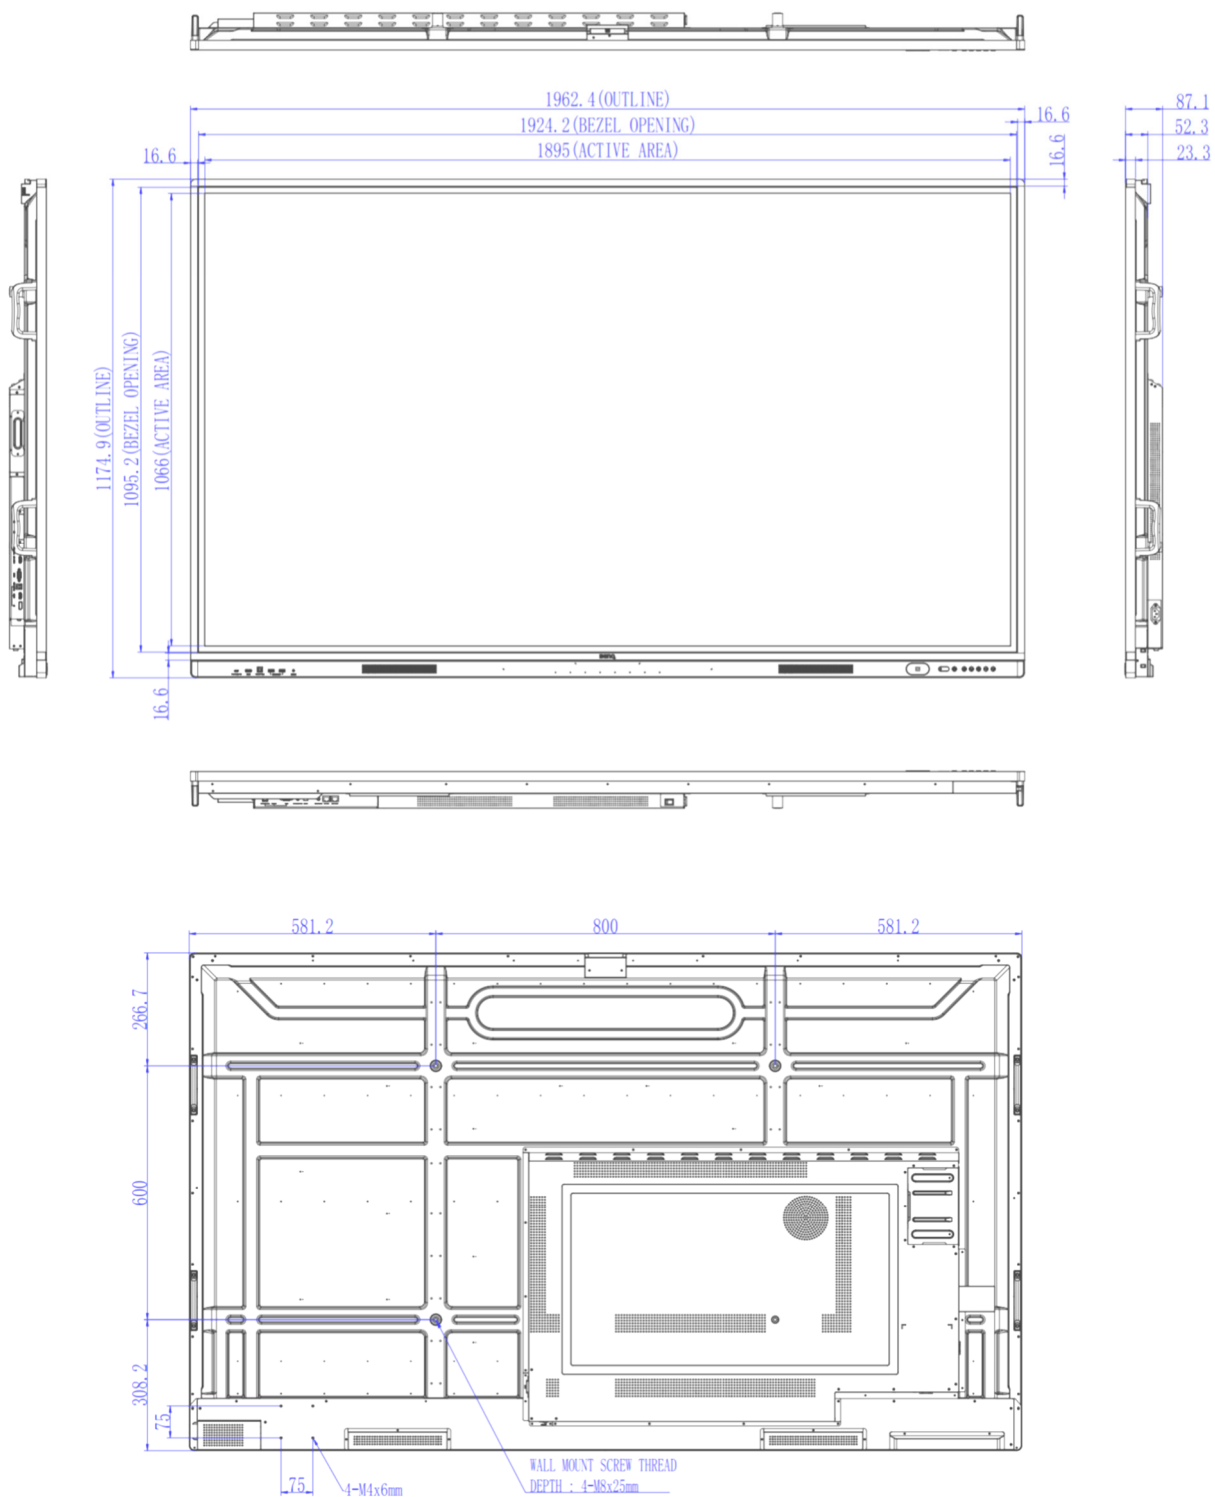 1962.4(OUTLINE)
1924.2(BEZEL OPENING)
1895(ACTIVE AREA)
16.6
16.6
16.6
87.1
52.3
23.3
1174.9(OUTLINE)
1095.2(BEZEL OPENING)
1066(ACTIVE AREA)
BenQ
16.6
581.2
800
581.2
266.7
600
308.2
75
75
4-M4x6mm
WALL MOUNT SCREW THREAD
DEPTH : 4-M8x25mm